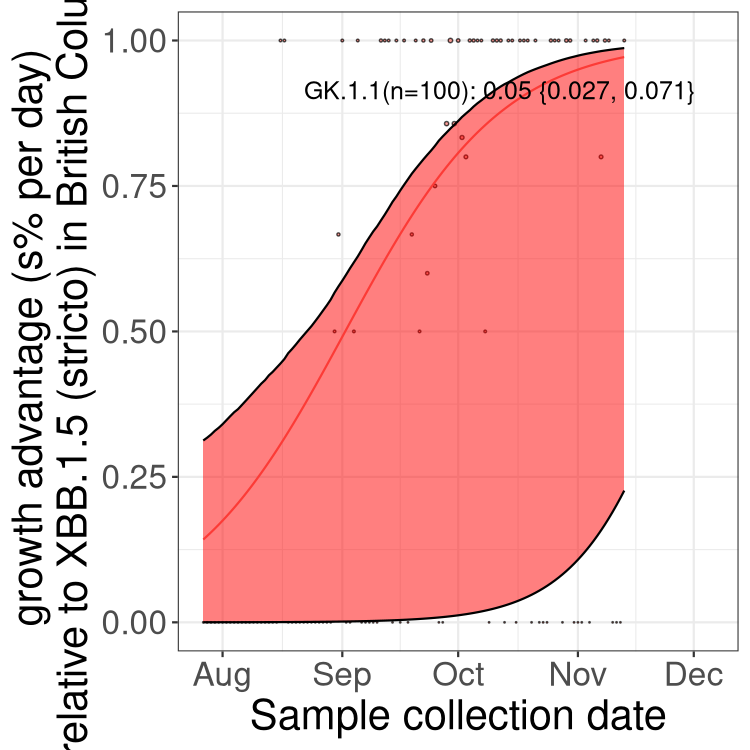 growth advantage (s% per day)
relative to XBB.1.5 (stricto) in British Colu
1.00
0.75
0.50
0.25
0.00
GK.1.1(n=100): 0.05 {0.027, 0.071}
Aug Sep Oct Nov Dec
Sample collection date